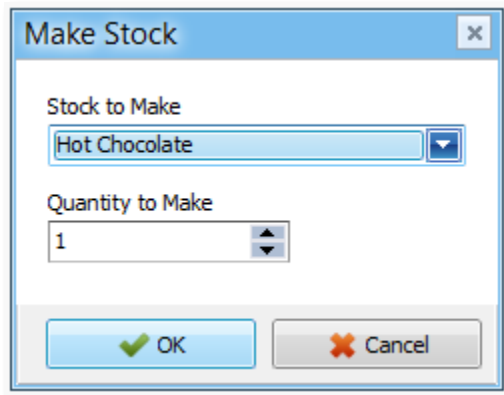 Make Stock
Stock to Make
Hot Chocolate
Quantity to Make
1
OK
Cancel